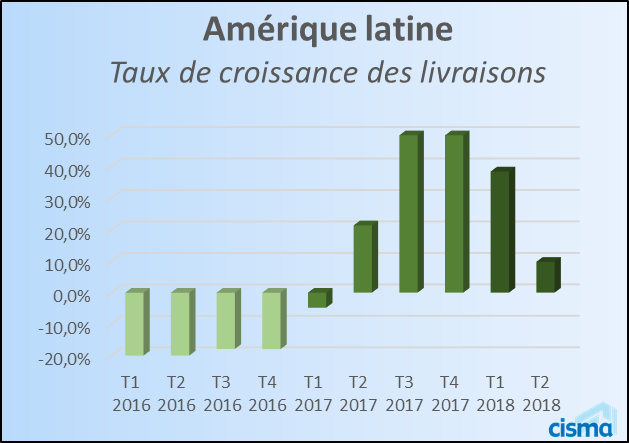 Amérique latine
Taux de croissance des livraisons
50,0%
40,0%
30,0%
20,0%
10,0%
0,0%
-10,0%
-20,0%
T1 T2 T3 T4 T1 T2 T3 T4 T1 T2
2016 2016 2016 2016 2017 2017 2017 2017 2018 2018
cisma